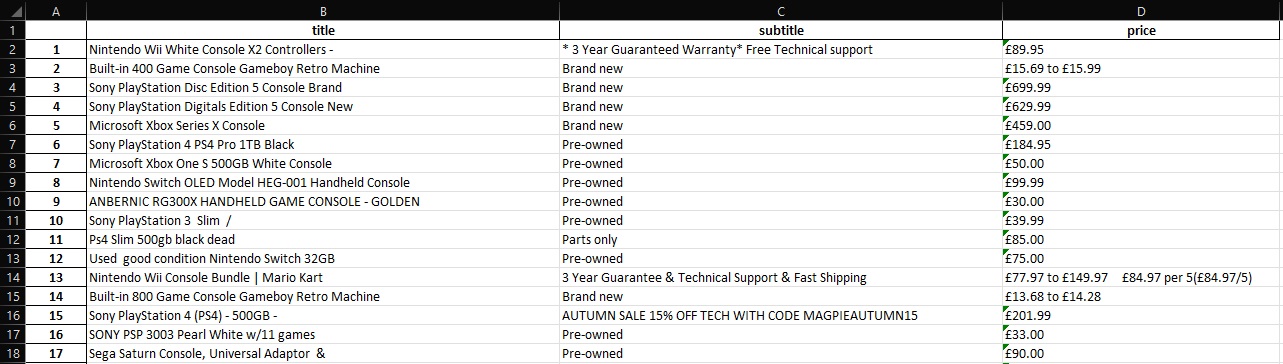 A B C D
1 title subtitle price
2 1 Nintendo Wii White Console X2 Controllers - * 3 Year Guaranteed Warranty* Free Technical support £89.95
3 2 Built-in 400 Game Console Gameboy Retro Machine Brand new £15.69 to £15.99
4 3 Sony PlayStation Disc Edition 5 Console Brand Brand new £699.99
5 4 Sony PlayStation Digitals Edition 5 Console New Brand new £629.99
6 5 Microsoft Xbox Series X Console Brand new £459.00
7 6 Sony PlayStation 4 PS4 Pro 1TB Black Pre-owned £184.95
8 7 Microsoft Xbox One S 500GB White Console Pre-owned £50.00
9 8 Nintendo Switch OLED Model HEG-001 Handheld Console Pre-owned £99.99
10 9 ANBERNIC RG300X HANDHELD GAME CONSOLE - GOLDEN Pre-owned £30.00
11 10 Sony PlayStation 3 Slim / Pre-owned £39.99
12 11 Ps4 Slim 500gb black dead Parts only £85.00
13 12 Used good condition Nintendo Switch 32GB Pre-owned £75.00
14 13 Nintendo Wii Console Bundle | Mario Kart 3 Year Guarantee & Technical Support & Fast Shipping £77.97 to £149.97 £84.97 per 5(£84.97/5)
15 14 Built-in 800 Game Console Gameboy Retro Machine Brand new £13.68 to £14.28
16 15 Sony PlayStation 4 (PS4) - 500GB - AUTUMN SALE 15% OFF TECH WITH CODE MAGPIEAUTUMN15 £201.99
17 16 SONY PSP 3003 Pearl White w/11 games Pre-owned £33.00
18 17 Sega Saturn Console, Universal Adaptor & Pre-owned £90.00